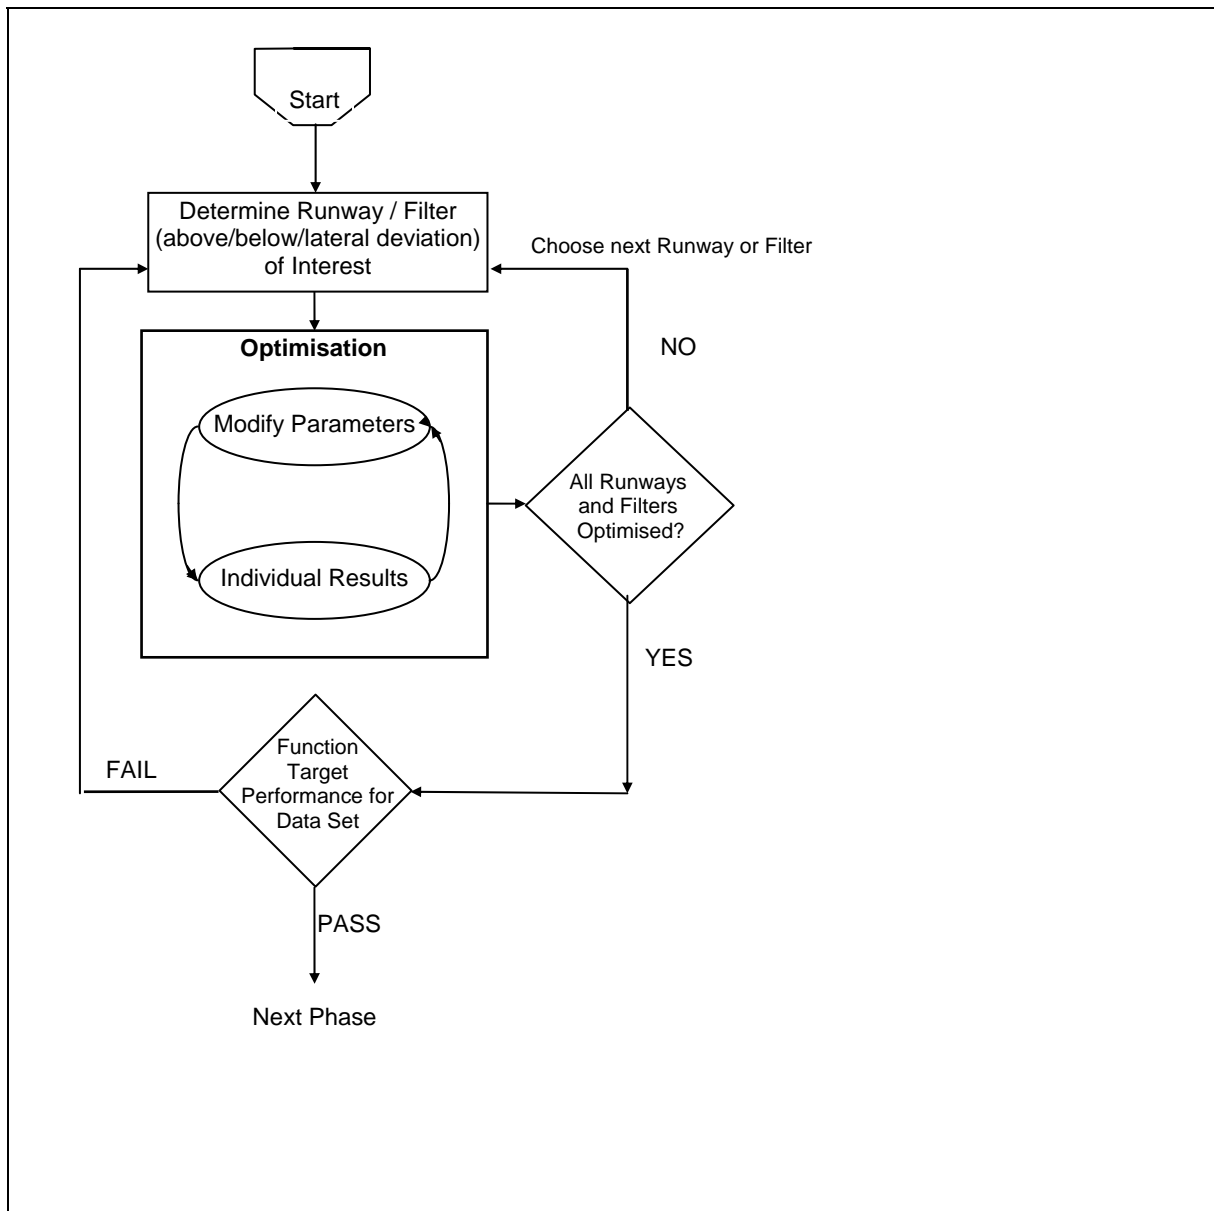 Start
Determine Runway / Filter
(above/below/lateral deviation)
of Interest
Choose next Runway or Filter
Optimisation
NO
Modify Parameters
All Runways
and Filters
Optimised?
Individual Results
YES
Function
Target
Performance for
Data Set
FAIL
PASS
Next Phase